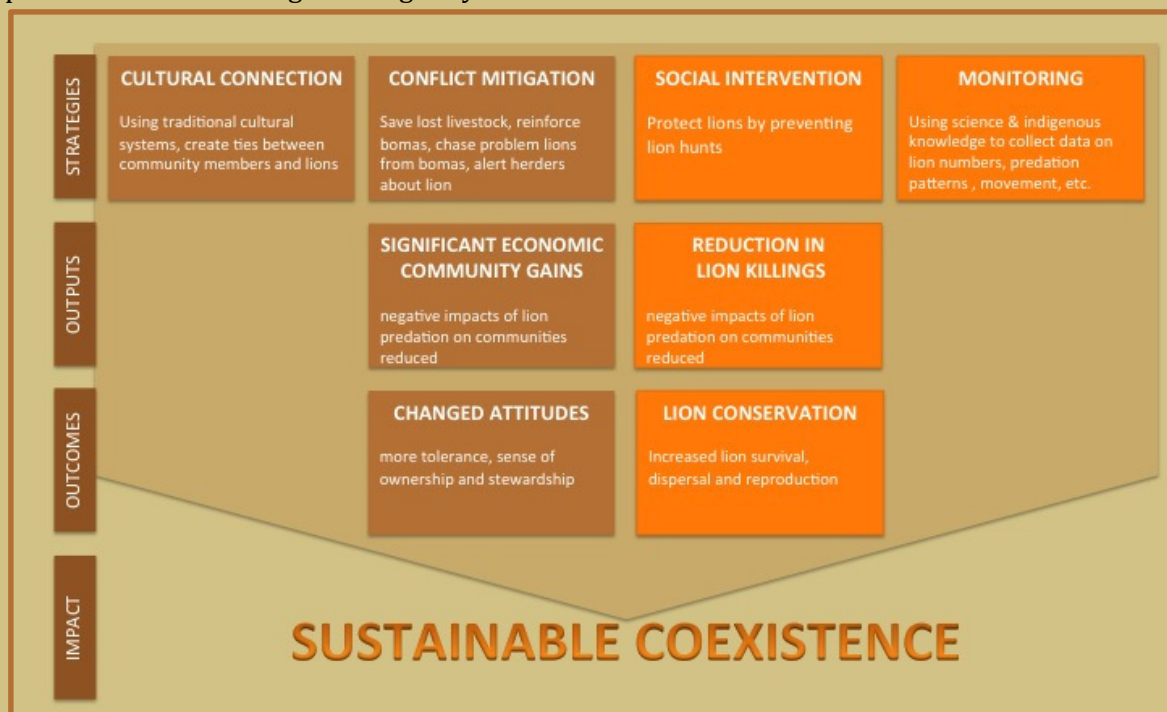 STRATEGIES
CULTURAL CONNECTION
Using traditional cultural
systems, create ties between
community members and lions
CONFLICT MITIGATION
Save lost livestock, reinforce
bomas, chase problem lions
from bomas, alert herders
about lion
SOCIAL INTERVENTION
Protect lions by preventing
lion hunts
MONITORING
Using science & indigenous
knowledge to collect data on
lion numbers, predation
patterns , movement, etc.
OUTPUTS
SIGNIFICANT ECONOMIC
COMMUNITY GAINS
negative impacts of lion
predation on communities
reduced
REDUCTION IN
LION KILLINGS
negative impacts of lion
predation on communities
reduced
OUTCOMES
CHANGED ATTITUDES
more tolerance, sense of
ownership and stewardship
LION CONSERVATION
Increased lion survival,
dispersal and reproduction
IMPACT
SUSTAINABLE COEXISTENCE